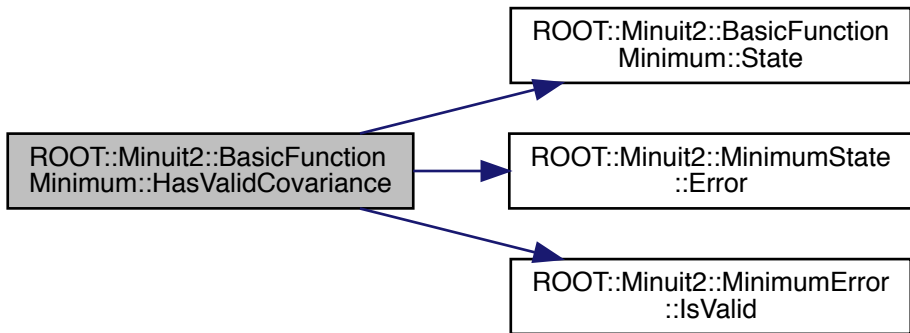 ROOT::Minuit2::BasicFunction
Minimum::HasValidCovariance
ROOT::Minuit2::BasicFunction
Minimum::State
ROOT::Minuit2::MinimumState
::Error
ROOT::Minuit2::MinimumError
::IsValid